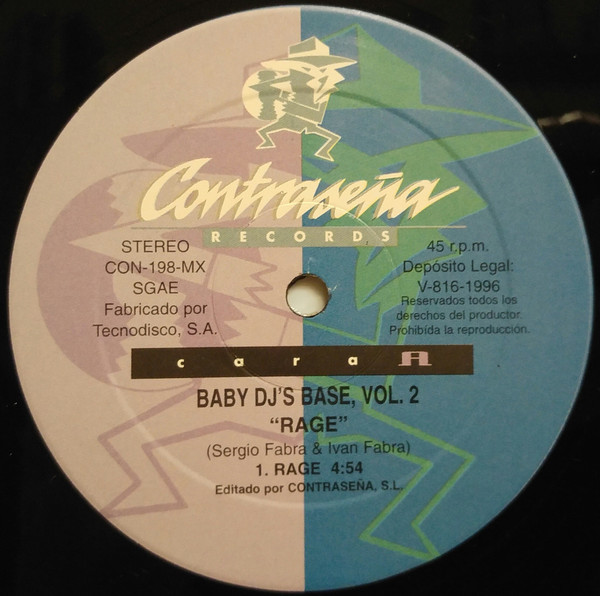 Contraseña
RECORDS
STEREO
CON-198-MX
SGAE
Fabricado por
Tecnodisco, S.A.
45 r.p.m.
Depósito Legal:
V-816-1996
Reservados todos los
derechos del productor.
Prohibída la reproducción.
cara A
BABY DJ'S BASE, VOL. 2
“RAGE”
(Sergio Fabra & Ivan Fabra)
1. RAGE 4:54
Editado por CONTRASEÑA, S.L.